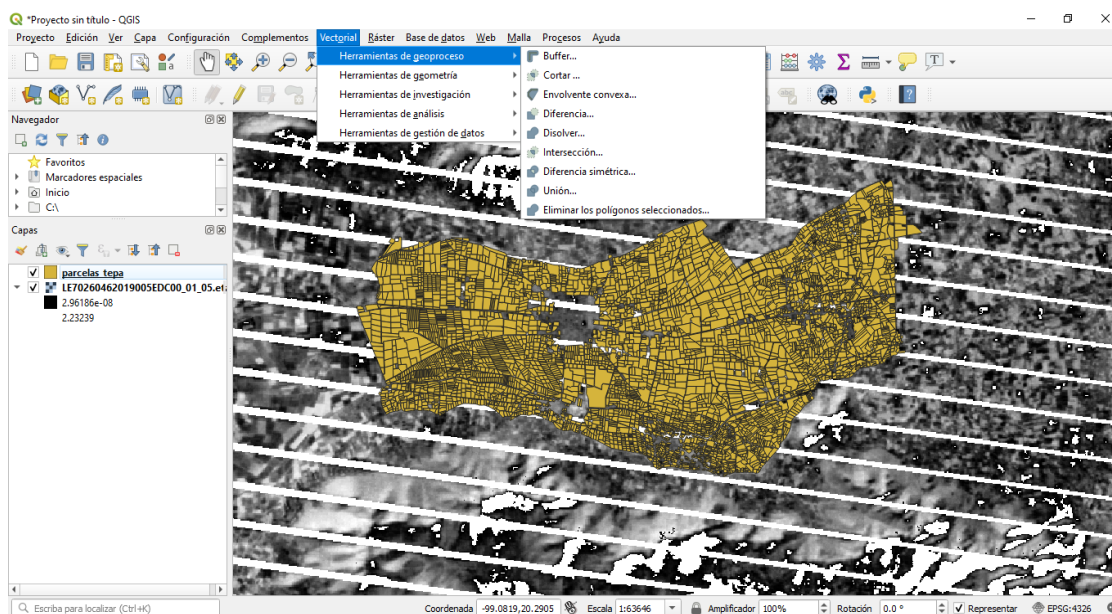 *Proyecto sin título - QGIS
Proyecto Edición Ver Capa Configuración Complementos Vectorial Ráster Base de datos Web Malla Procesos Ayuda
Herramientas de geoproceso
Herramientas de geometría
Herramientas de investigación
Herramientas de análisis
Herramientas de gestión de datos
Buffer...
Cortar ...
Envolvente convexa...
Diferencia...
Disolver...
Intersección...
Diferencia simétrica...
Unión...
Eliminar los polígonos seleccionados...
Navegador
Favoritos
Marcadores espaciales
Inicio
C:\
Capas
parcelas_tepa
LE70260462019005EDC00_01_05.et
2.96186e-08
2.23239
Escriba para localizar (Ctrl+K)
Coordenada -99.0819,20.2905 Escala 1:63646 Amplificador 100% Rotación 0.0 ° Representar EPSG:4326